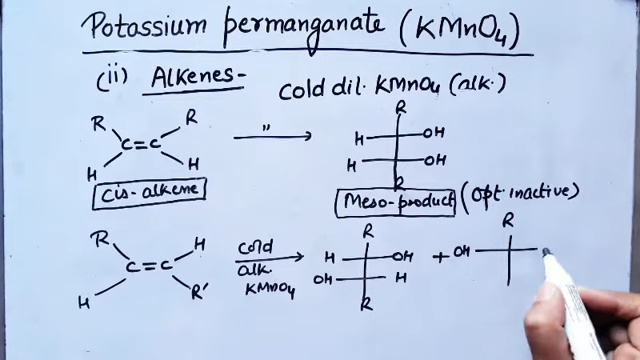 Potassium permanganate (KMnO4)
(ii) Alkenes-
cold dil. KMnO4 (alk.)
R R
C=C
H H
"
R
H OH
H OH
R
Cis-alkene
Meso-product (Opt. inactive)
R H
C=C
H R'
cold
alk.
KMnO4
R
H OH
OH H
R
+
R
OH